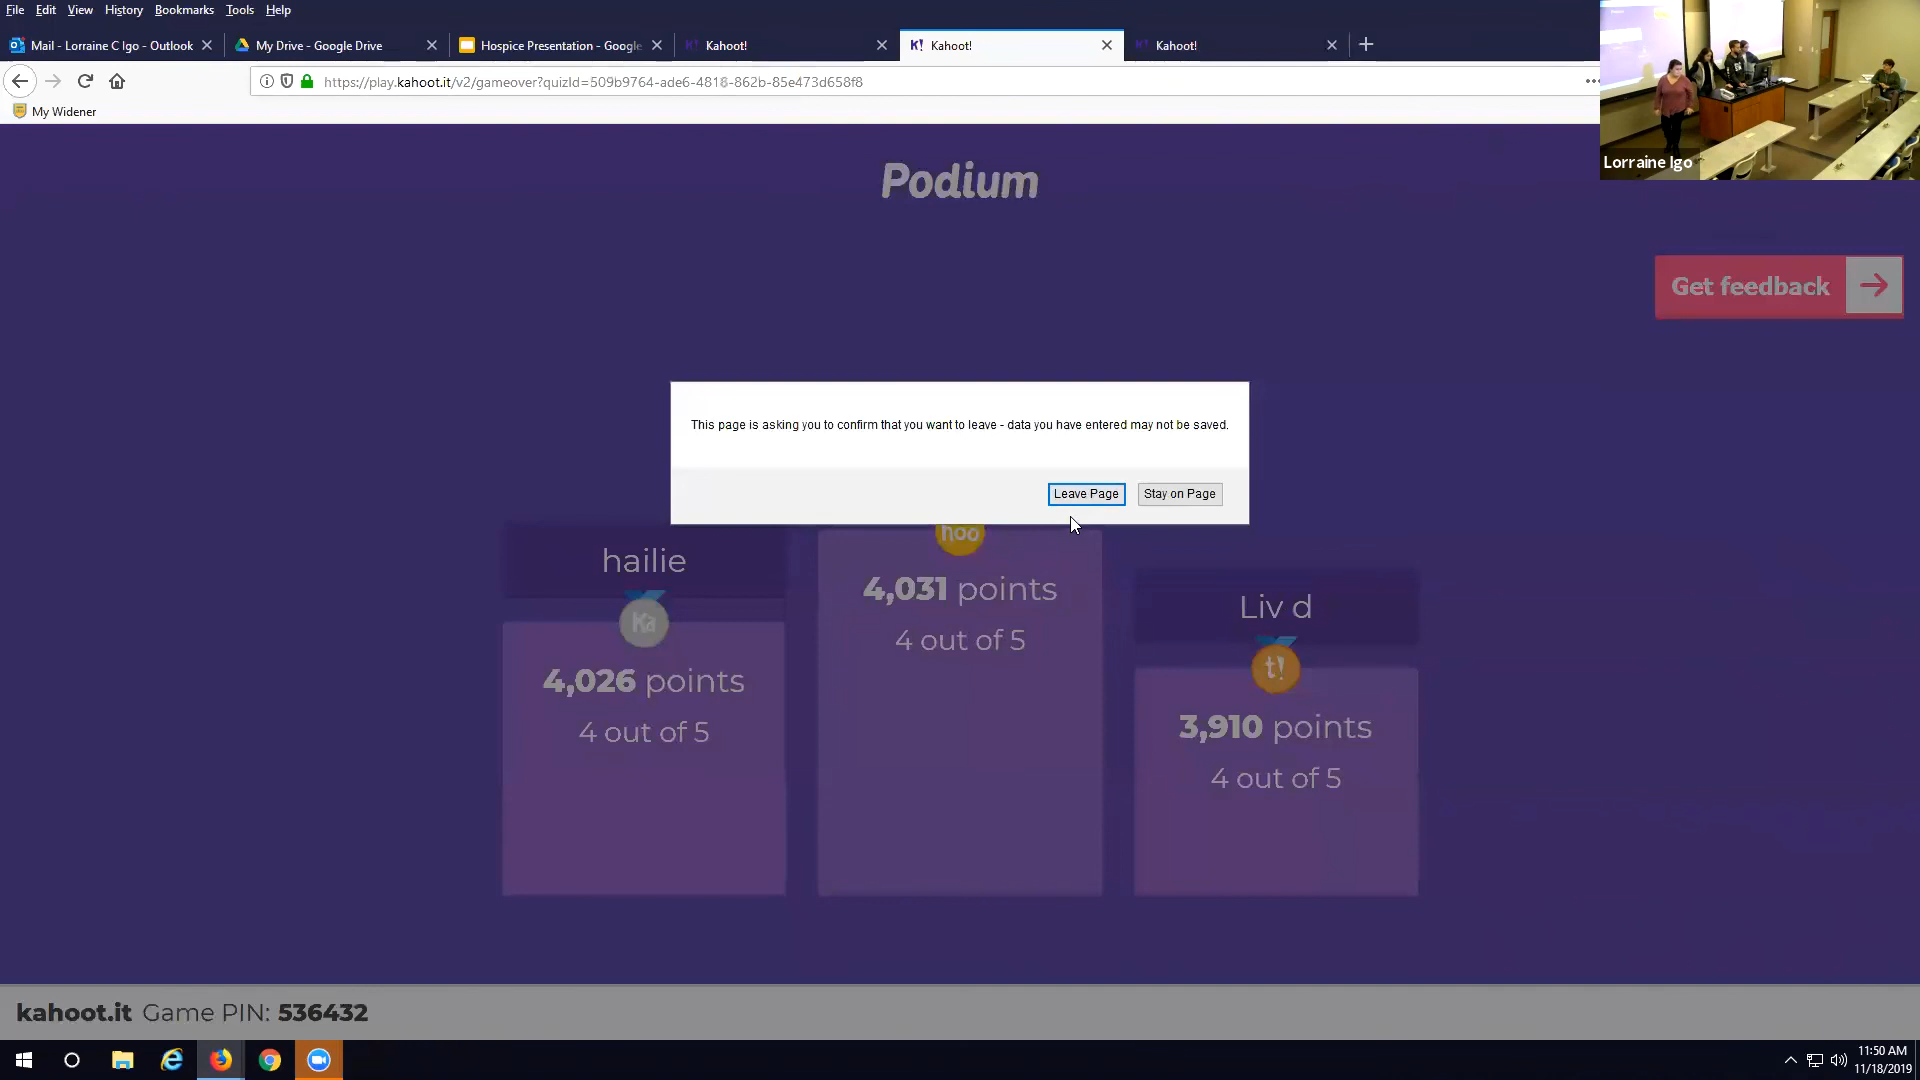 File Edit View History Bookmarks Tools Help
Mail - Lorraine C Igo - Outlook
My Drive - Google Drive
Hospice Presentation - Google
K! Kahoot!
K! Kahoot!
K! Kahoot!
https://play.kahoot.it/v2/gameover?quizId=509b9764-ade6-4818-862b-85e473d658f8
My Widener
Lorraine Igo
Podium
Get feedback
This page is asking you to confirm that you want to leave - data you have entered may not be saved.
Leave Page Stay on Page
hoo
hailie
4,031 points
Liv d
Ka
4 out of 5
t!
4,026 points
4 out of 5
3,910 points
4 out of 5
kahoot.it Game PIN: 536432
11:50 AM
11/18/2019